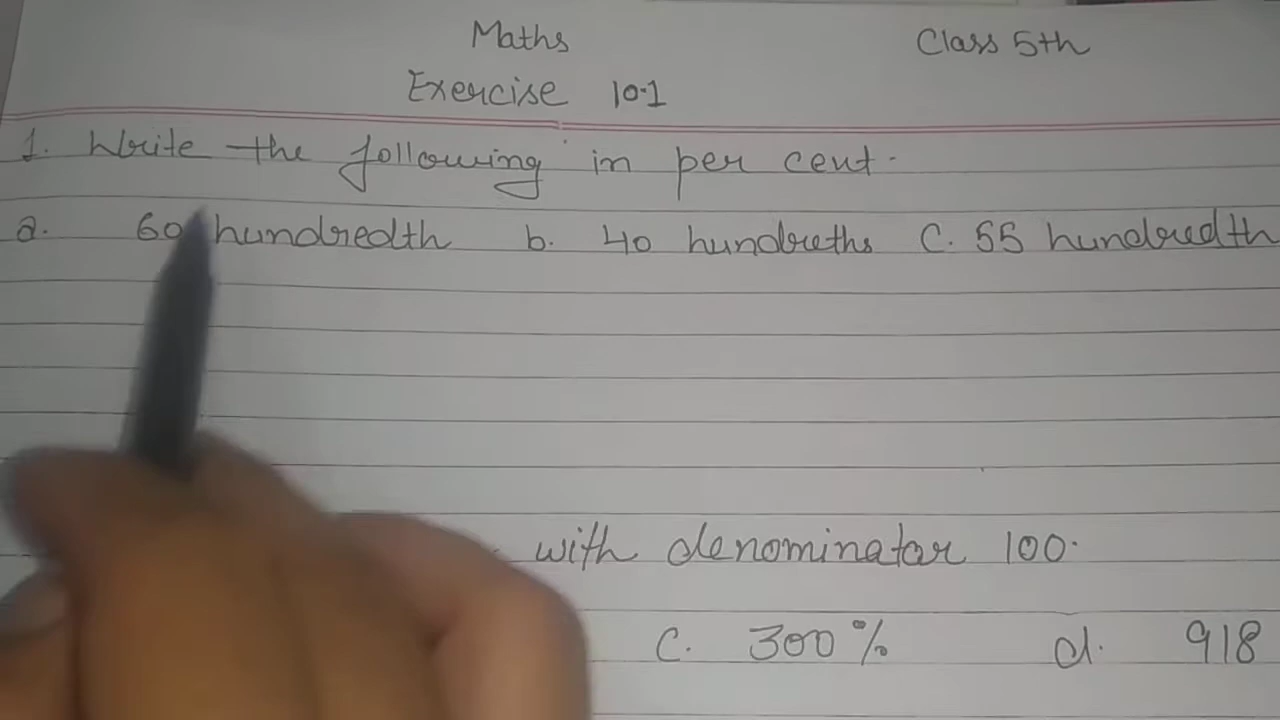 Maths Class 5th
Exercise 10.1
1. Write the following in per cent.
a. 60 hundredth b. 40 hundreths C. 55 hundredth
with denominator 100.
C. 300% d. 918